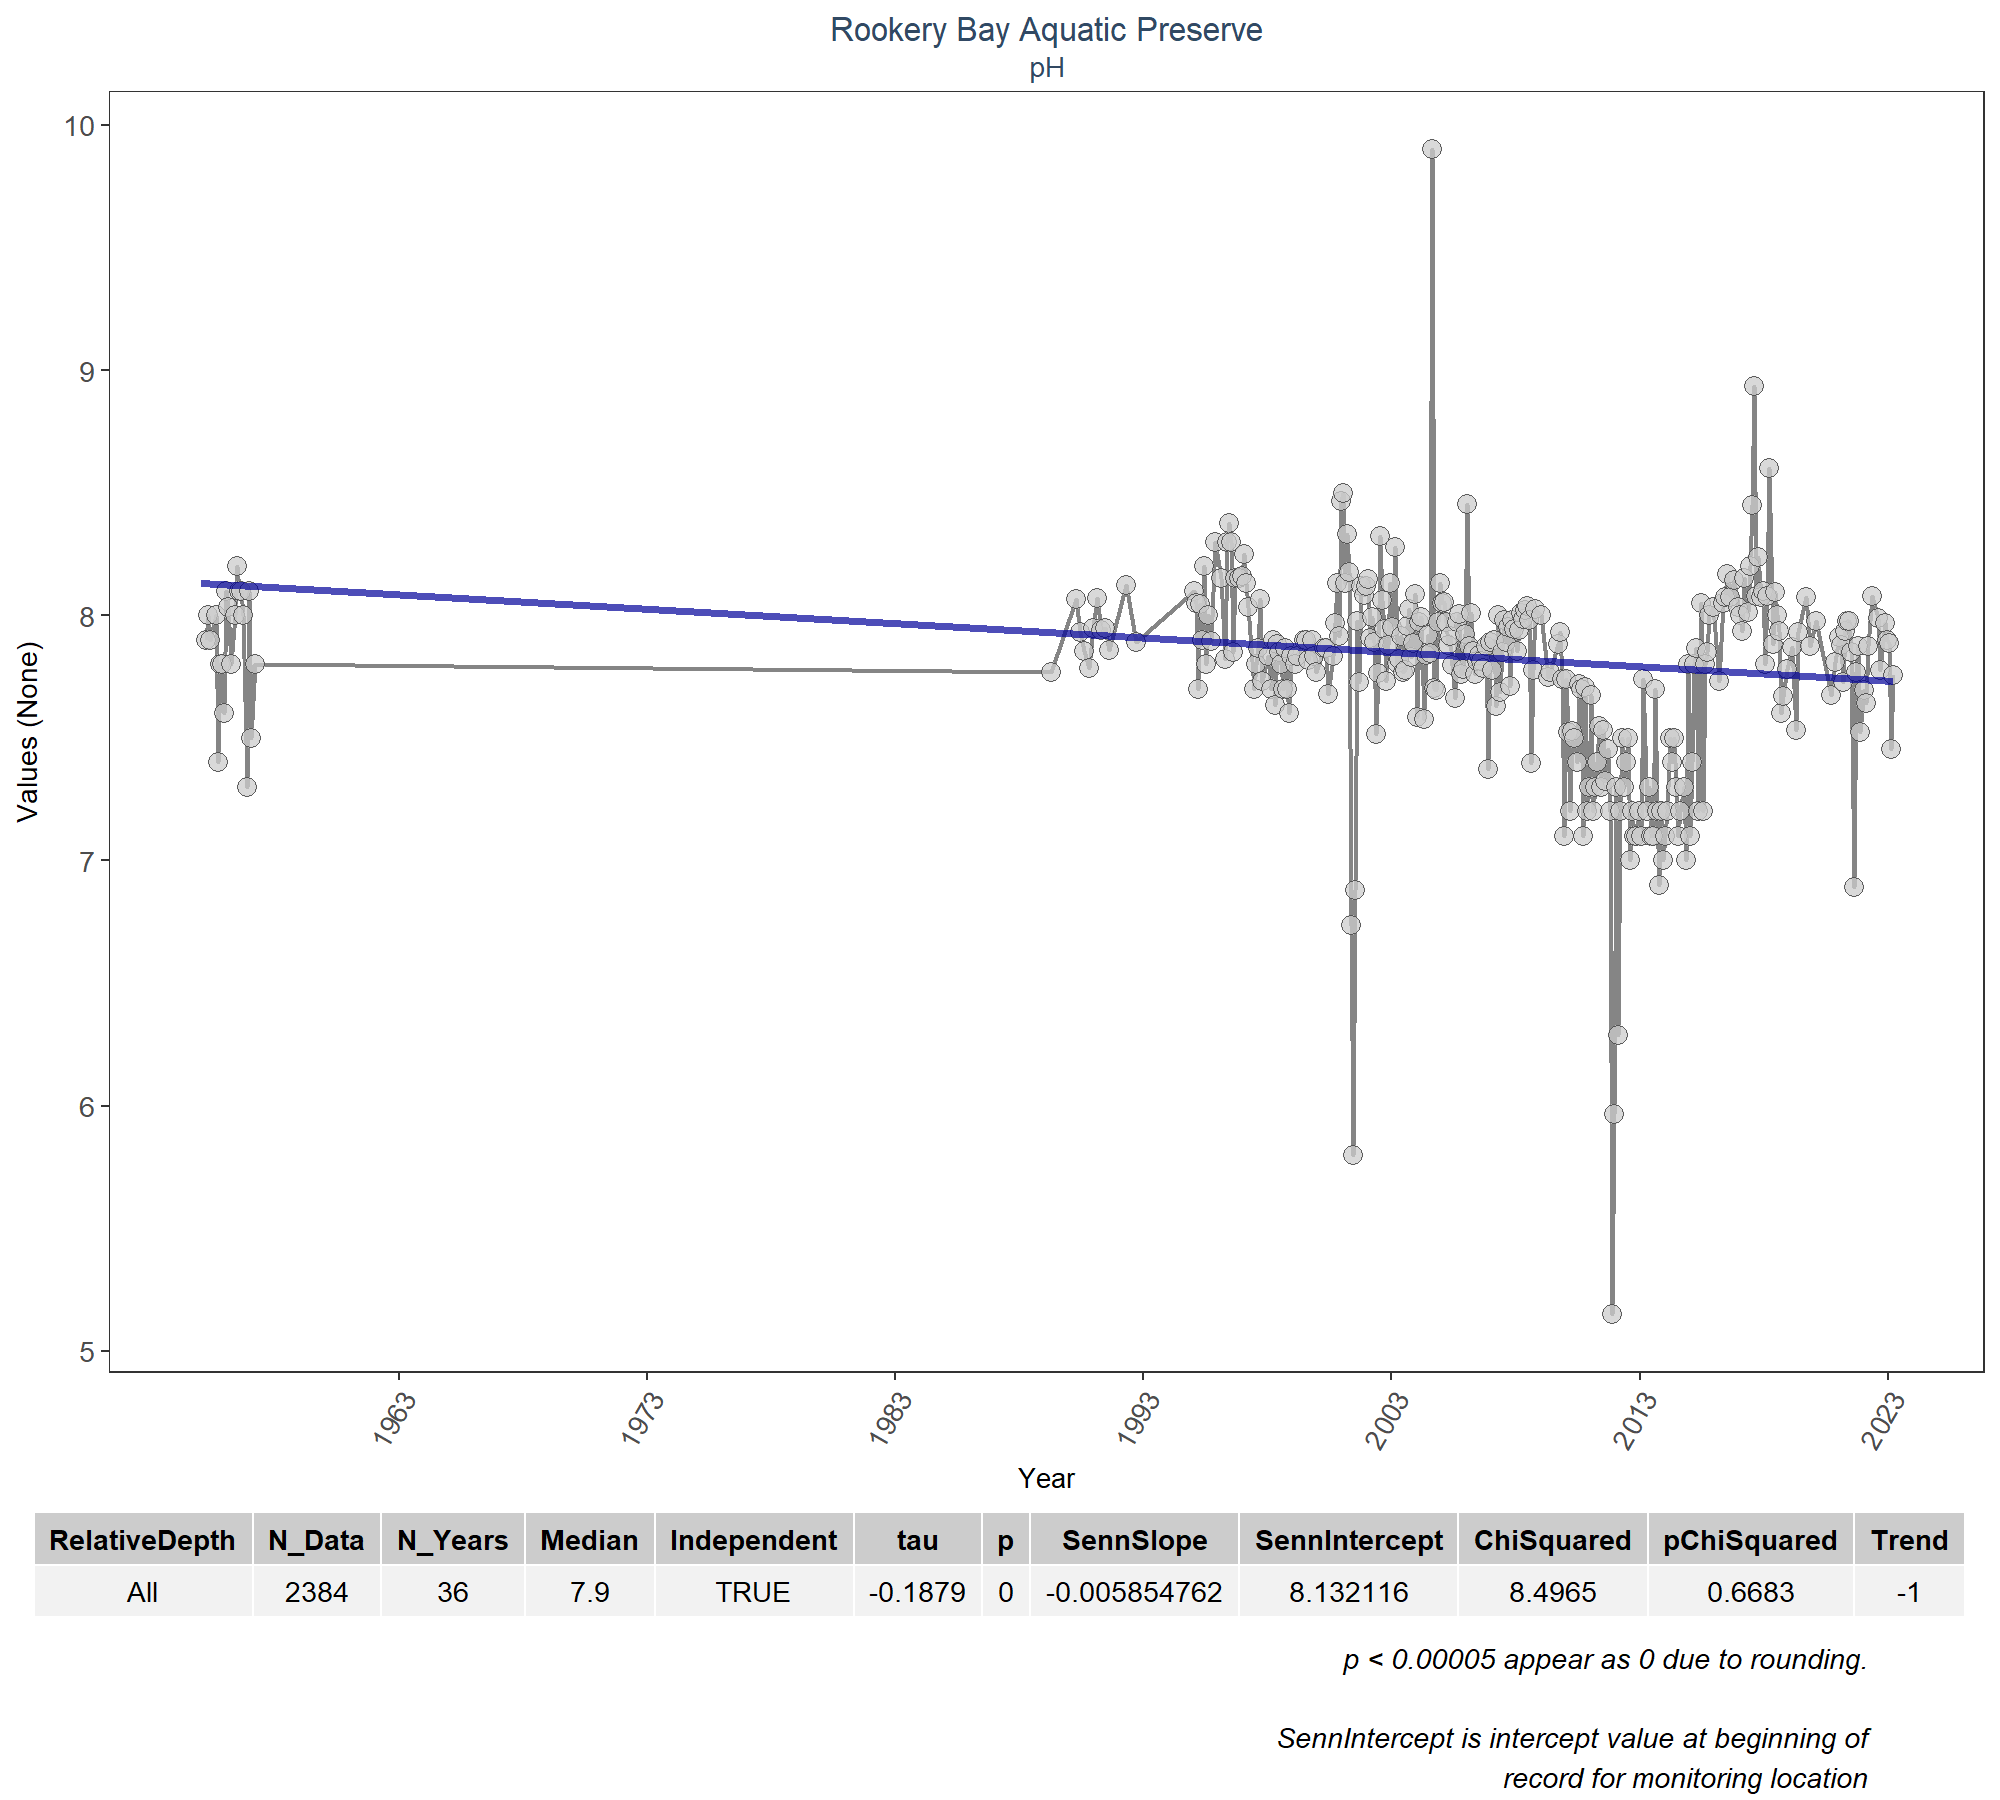 Rookery Bay Aquatic Preserve
pH
10
9
8
7
6
5
Values (None)
1963
1973
1983
1993
2003
2013
2023
Year
RelativeDepth N_Data N_Years Median Independent tau p SennSlope SennIntercept ChiSquared pChiSquared Trend
All 2384 36 7.9 TRUE -0.1879 0 -0.005854762 8.132116 8.4965 0.6683 -1
p < 0.00005 appear as 0 due to rounding.
SennIntercept is intercept value at beginning of
record for monitoring location